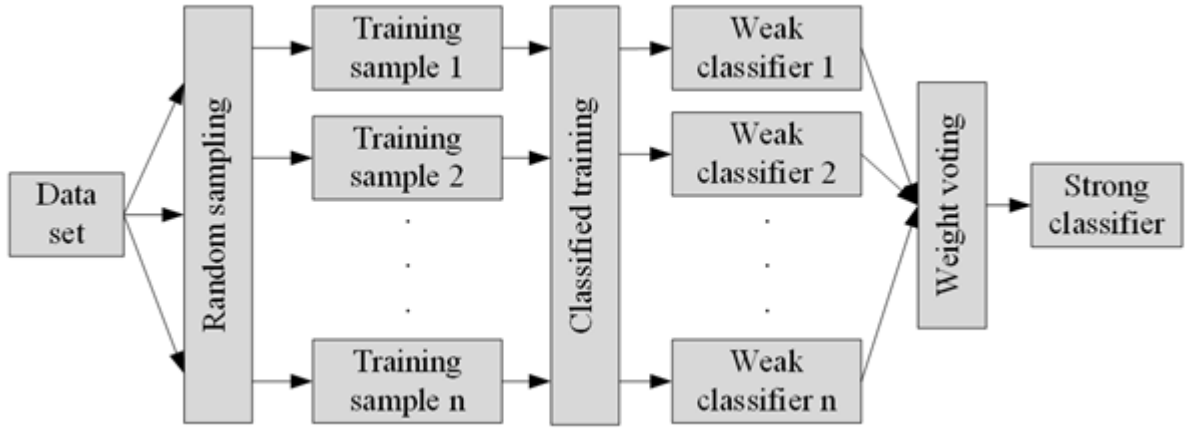 Data
set
Random sampling
Training
sample 1
Training
sample 2
Training
sample n
Classified training
Weak
classifier 1
Weak
classifier 2
Weak
classifier n
Weight voting
Strong
classifier